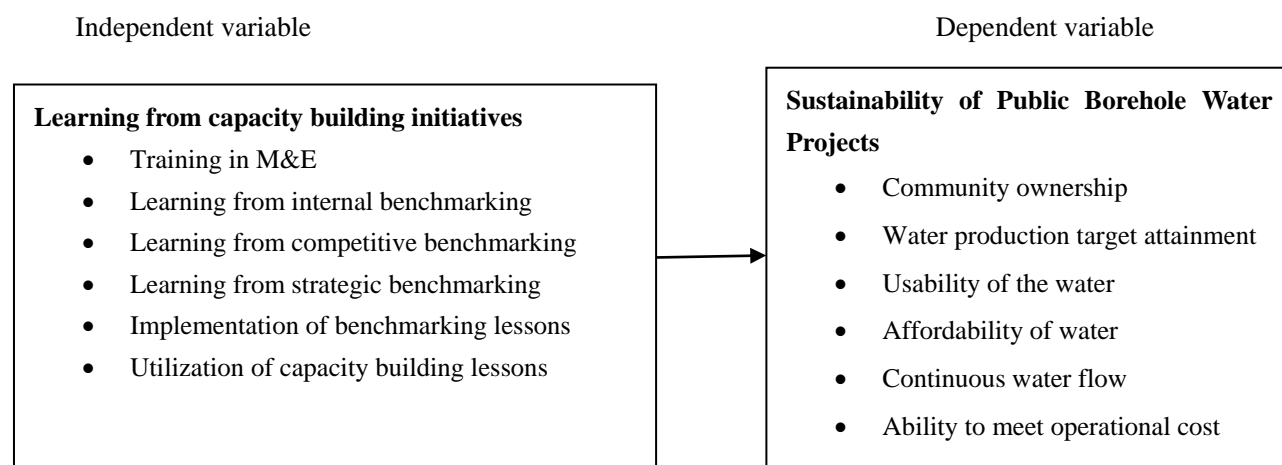 Independent variable
Dependent variable
Learning from capacity building initiatives
• Training in M&E
• Learning from internal benchmarking
• Learning from competitive benchmarking
• Learning from strategic benchmarking
• Implementation of benchmarking lessons
• Utilization of capacity building lessons
Sustainability of Public Borehole Water
Projects
• Community ownership
• Water production target attainment
• Usability of the water
• Affordability of water
• Continuous water flow
• Ability to meet operational cost